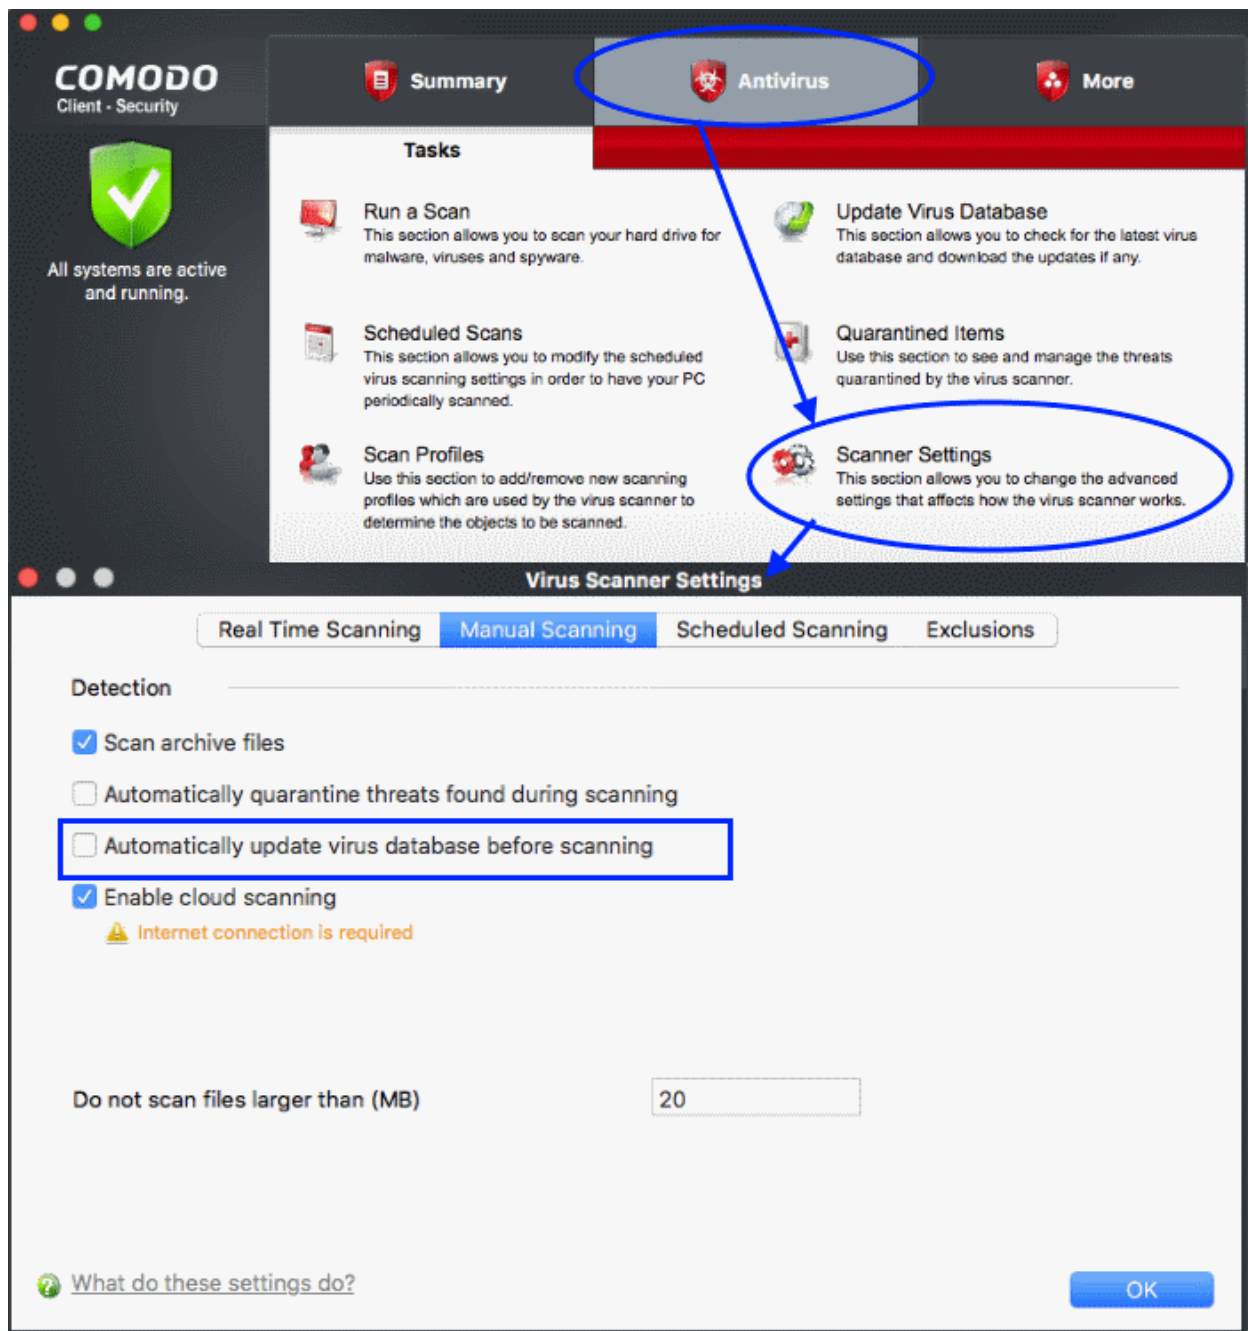 COMODO
Client - Security
Summary
Antivirus
More
Tasks
All systems are active
and running.
Run a Scan
This section allows you to scan your hard drive for
malware, viruses and spyware.
Update Virus Database
This section allows you to check for the latest virus
database and download the updates if any.
Scheduled Scans
This section allows you to modify the scheduled
virus scanning settings in order to have your PC
periodically scanned.
Quarantined Items
Use this section to see and manage the threats
quarantined by the virus scanner.
Scan Profiles
Use this section to add/remove new scanning
profiles which are used by the virus scanner to
determine the objects to be scanned.
Scanner Settings
This section allows you to change the advanced
settings that affects how the virus scanner works.
Virus Scanner Settings
Real Time Scanning
Manual Scanning
Scheduled Scanning
Exclusions
Detection
Scan archive files
Automatically quarantine threats found during scanning
Automatically update virus database before scanning
Enable cloud scanning
Internet connection is required
Do not scan files larger than (MB)
20
What do these settings do?
OK